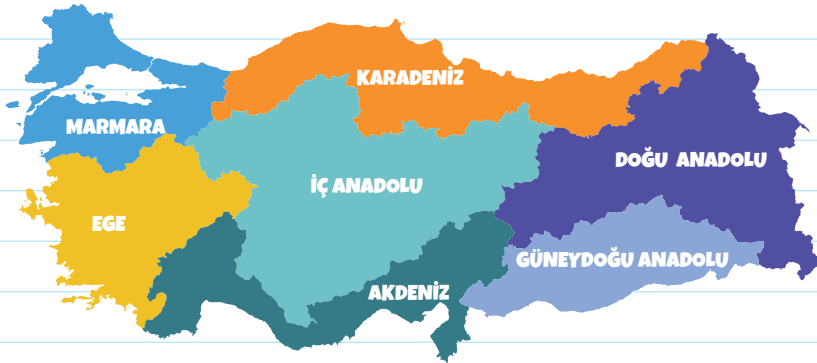 KARADENİZ
MARMARA
DOĞU ANADOLU
İÇ ANADOLU
EGE
GÜNEYDOĞU ANADOLU
AKDENİZ